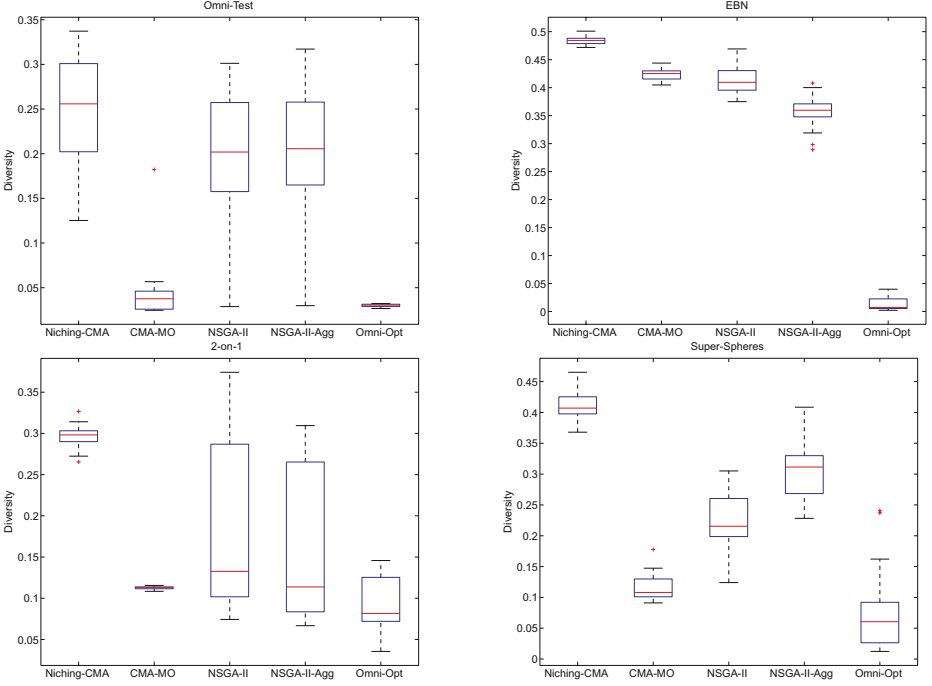 Omni-Test
0.35
0.3
0.25
0.2
0.15
0.1
0.05
Diversity
Niching-CMA CMA-MO NSGA-II NSGA-II-Agg Omni-Opt
EBN
0.5
0.45
0.4
0.35
0.3
0.25
0.2
0.15
0.1
0.05
0
Diversity
Niching-CMA CMA-MO NSGA-II NSGA-II-Agg Omni-Opt
2-on-1
0.35
0.3
0.25
0.2
0.15
0.1
0.05
Diversity
Niching-CMA CMA-MO NSGA-II NSGA-II-Agg Omni-Opt
Super-Spheres
0.45
0.4
0.35
0.3
0.25
0.2
0.15
0.1
0.05
0
Diversity
Niching-CMA CMA-MO NSGA-II NSGA-II-Agg Omni-Opt